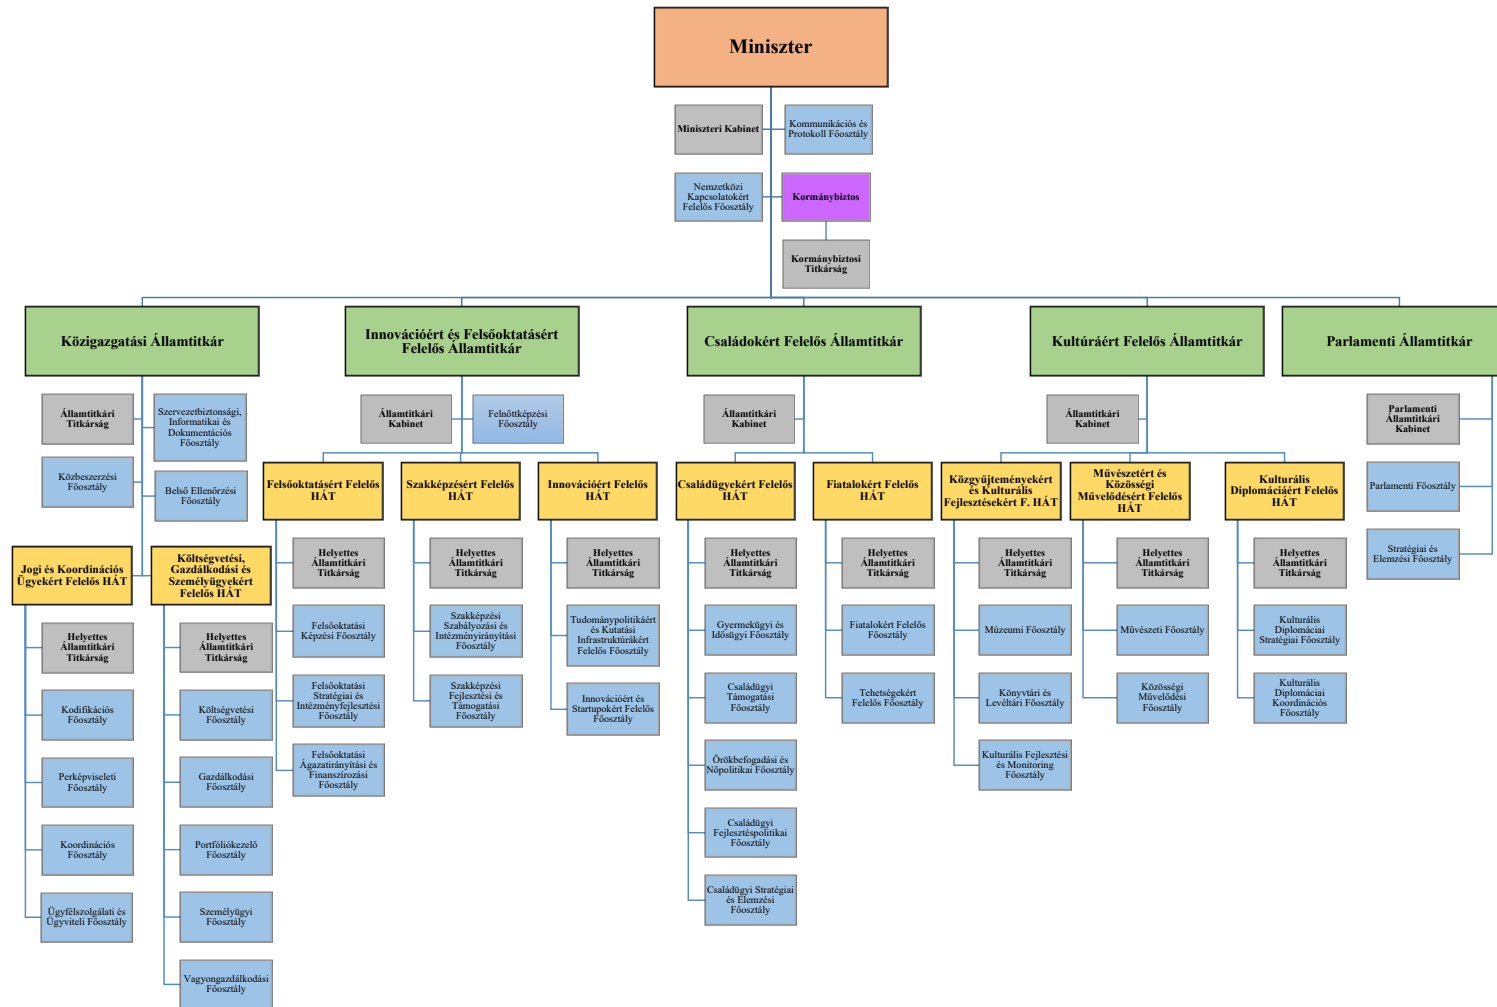 Miniszter
Miniszteri Kabinet
Kommunikációs és
Protokoll Főosztály
Nemzetközi
Kapcsolatokért
Felelős Főosztály
Kormánybiztos
Kormánybiztosi
Titkárság
Közigazgatási Államtitkár
Innovációért és Felsőoktatásért
Felelős Államtitkár
Családokért Felelős Államtitkár
Kultúráért Felelős Államtitkár
Parlamenti Államtitkár
Államtitkári
Titkárság
Szervezetbiztonsági,
Informatikai és
Dokumentációs
Főosztály
Közbeszerzési
Főosztály
Belső Ellenőrzési
Főosztály
Államtitkári
Kabinet
Felnőttképzési
Főosztály
Államtitkári
Kabinet
Államtitkári
Kabinet
Parlamenti
Államtitkári
Kabinet
Parlamenti Főosztály
Stratégiai és
Elemzési Főosztály
Jogi és Koordinációs
Ügyekért Felelős HÁT
Költségvetési,
Gazdálkodási és
Személyügyekért
Felelős HÁT
Felsőoktatásért Felelős
HÁT
Szakképzésért Felelős
HÁT
Innovációért Felelős
HÁT
Családügyekért Felelős
HÁT
Fiatalokért Felelős
HÁT
Közgyűjteményekért
és Kulturális
Fejlesztésekért F. HÁT
Művészetért és
Közösségi
Művelődésért Felelős
HÁT
Kulturális
Diplomáciáért Felelős
HÁT
Helyettes
Államtitkári
Titkárság
Kodifikációs
Főosztály
Perképviseleti
Főosztály
Koordinációs
Főosztály
Ügyfélszolgálati és
Ügyviteli Főosztály
Helyettes
Államtitkári
Titkárság
Költségvetési
Főosztály
Gazdálkodási
Főosztály
Portfóliókezelő
Főosztály
Személyügyi
Főosztály
Vagyongazdálkodási
Főosztály
Helyettes
Államtitkári
Titkárság
Felsőoktatási
Képzési Főosztály
Felsőoktatási
Stratégiai és
Intézményfejlesztési
Főosztály
Felsőoktatási
Ágazatirányítási és
Finanszírozási
Főosztály
Helyettes
Államtitkári
Titkárság
Szakképzési
Szabályozási és
Intézményirányítási
Főosztály
Szakképzési
Fejlesztési és
Támogatási
Főosztály
Helyettes
Államtitkári
Titkárság
Tudománypolitikáért
és Kutatási
Infrastruktúrákért
Felelős Főosztály
Innovációért és
Startupokért Felelős
Főosztály
Helyettes
Államtitkári
Titkárság
Gyermekügyi és
Idősügyi Főosztály
Családügyi
Támogatási
Főosztály
Örökbefogadási és
Nőpolitikai Főosztály
Családügyi
Fejlesztéspolitikai
Főosztály
Családügyi Stratégiai
és Elemzési
Főosztály
Helyettes
Államtitkári
Titkárság
Fiatalokért Felelős
Főosztály
Tehetségekért
Felelős Főosztály
Helyettes
Államtitkári
Titkárság
Múzeumi Főosztály
Könyvtári és
Levéltári Főosztály
Kulturális Fejlesztési
és Monitoring
Főosztály
Helyettes
Államtitkári
Titkárság
Művészeti Főosztály
Közösségi
Művelődési
Főosztály
Helyettes
Államtitkári
Titkárság
Kulturális
Diplomáciai
Stratégiai Főosztály
Kulturális
Diplomáciai
Koordinációs
Főosztály